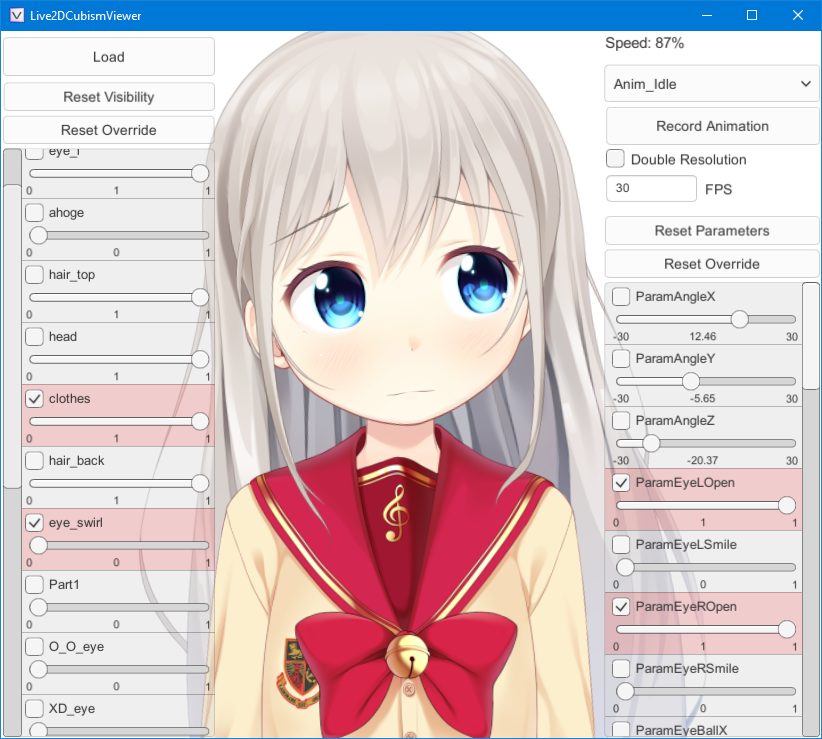 Live2DCubismViewer
Load
Reset Visibility
Reset Override
eye_r
0 1 1
ahoge
0 0 1
hair_top
0 1 1
head
0 1 1
clothes
0 1 1
hair_back
0 1 1
eye_swirl
0 0 1
Part1
0 0 1
O_O_eye
0 0 1
XD_eye
Speed: 87%
Anim_Idle
Record Animation
Double Resolution
30 FPS
Reset Parameters
Reset Override
ParamAngleX
-30 12.46 30
ParamAngleY
-30 -5.65 30
ParamAngleZ
-30 -20.37 30
ParamEyeLOpen
0 1 1
ParamEyeLSmile
0 0 1
ParamEyeROpen
0 1 1
ParamEyeRSmile
0 0 1
ParamEyeBallX